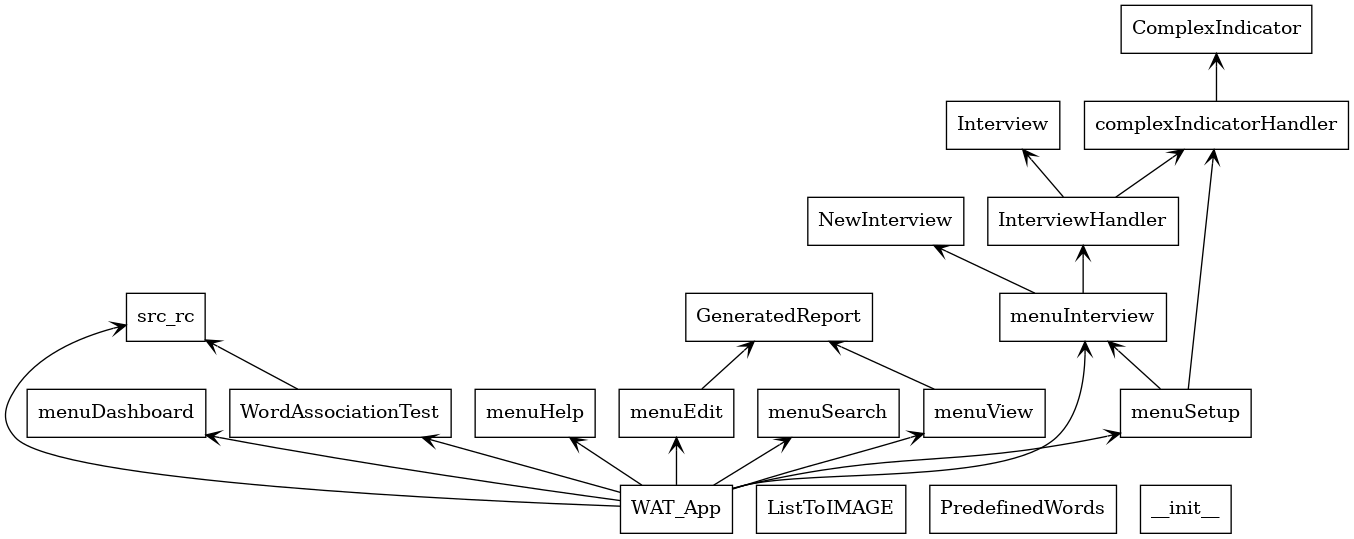 ComplexIndicator
Interview
complexIndicatorHandler
NewInterview
InterviewHandler
src_rc
GeneratedReport
menuInterview
menuDashboard
WordAssociationTest
menuHelp
menuEdit
menuSearch
menuView
menuSetup
WAT_App
ListToIMAGE
PredefinedWords
__init__